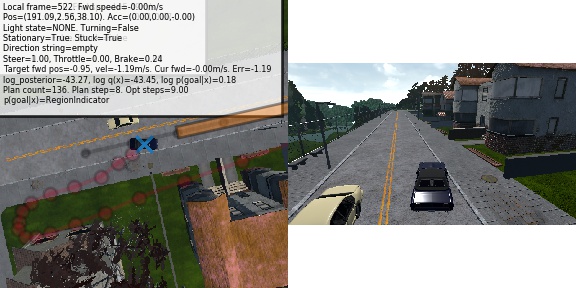 Local frame=522. Fwd speed=-0.00m/s
Pos=(191.09,2.56,38.10). Acc=(0.00,0.00,-0.00)
Light state=NONE. Turning=False
Stationary=True. Stuck=True
Direction string=empty
Steer=1.00, Throttle=0.00, Brake=0.24
Target fwd pos=-0.95, vel=-1.19m/s. Cur fwd=-0.00m/s. Err=-1.19
log_posterior=-43.27, log q(x)=-43.45, log p(goal|x)=0.18
Plan count=136. Plan step=8. Opt steps=9.00
p(goal|x)=RegionIndicator